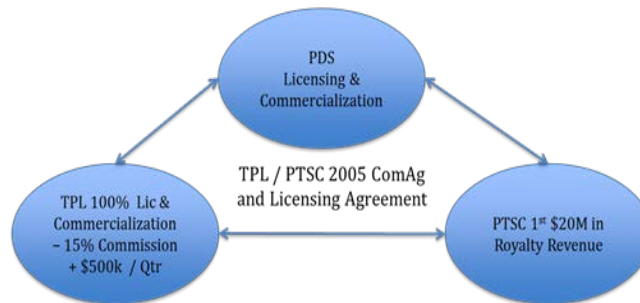 PDS
Licensing &
Commercialization
TPL / PTSC 2005 ComAg
and Licensing Agreement
TPL 100% Lic &
Commercialization
– 15% Commission
+ $500k / Qtr
PTSC 1st $20M in
Royalty Revenue